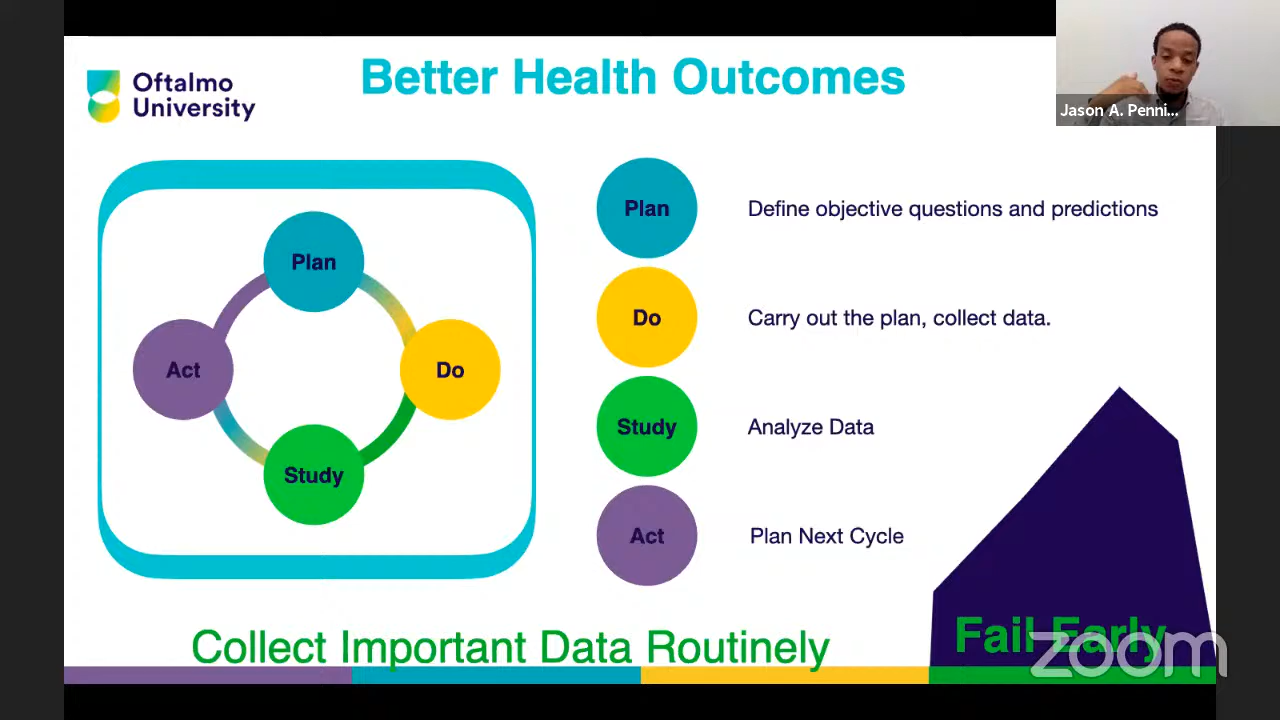 Better Health Outcomes
Oftalmo
University
Jason A. Penni...
Plan
Act
Do
Study
Plan
Define objective questions and predictions
Do
Carry out the plan, collect data.
Study
Analyze Data
Act
Plan Next Cycle
Collect Important Data Routinely
Fail Early
zoom